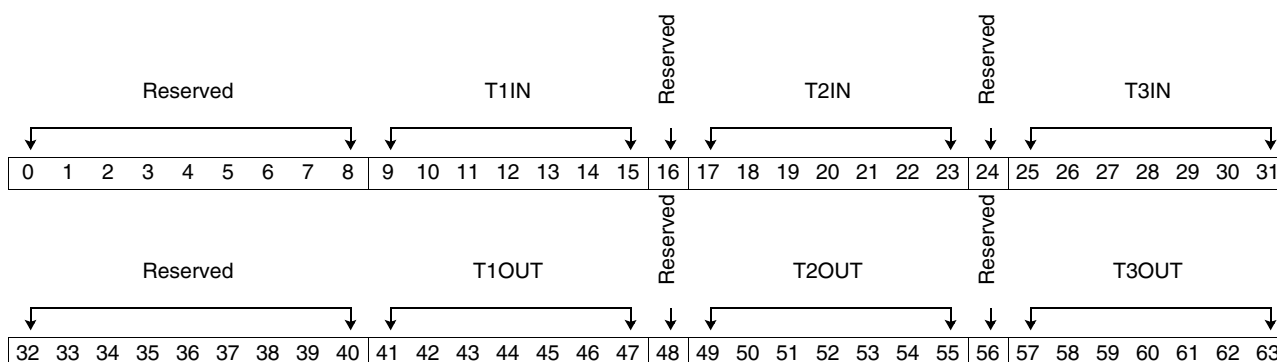 Reserved T1IN Reserved T2IN Reserved T3IN
0 1 2 3 4 5 6 7 8 9 10 11 12 13 14 15 16 17 18 19 20 21 22 23 24 25 26 27 28 29 30 31
Reserved T1OUT Reserved T2OUT Reserved T3OUT
32 33 34 35 36 37 38 39 40 41 42 43 44 45 46 47 48 49 50 51 52 53 54 55 56 57 58 59 60 61 62 63